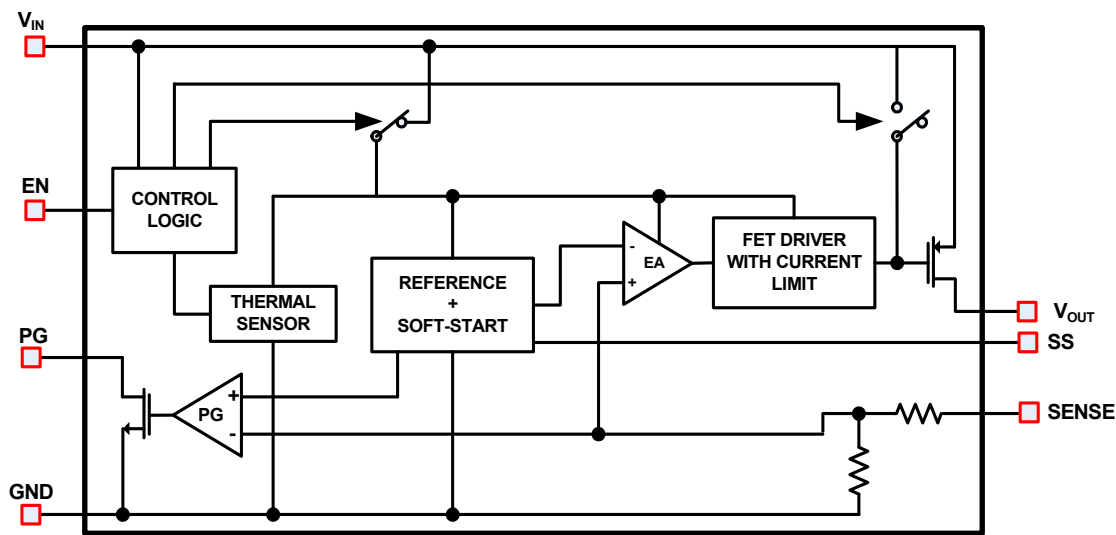 VIN
EN
CONTROL
LOGIC
THERMAL
SENSOR
REFERENCE
+
SOFT-START
-
EA
+
FET DRIVER
WITH CURRENT
LIMIT
VOUT
SS
PG
+
PG
-
SENSE
GND